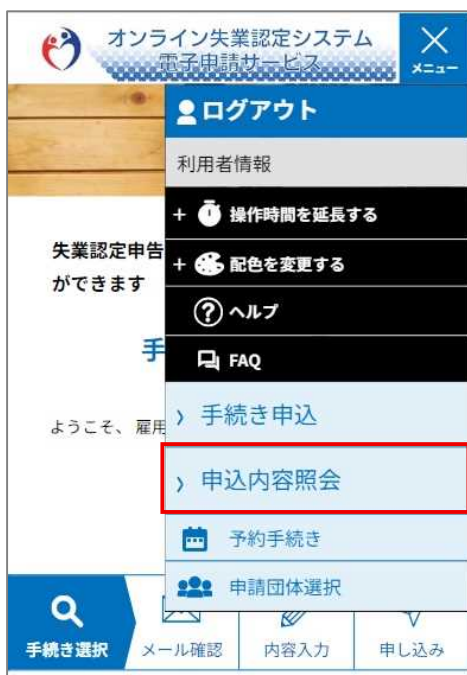 オンライン失業認定システム
電子申請サービス
メニュー
ログアウト
利用者情報
+ 操作時間を延長する
+ 配色を変更する
ヘルプ
FAQ
› 手続き申込
› 申込内容照会
予約手続き
申請団体選択
失業認定申告
ができます
手
ようこそ、雇用
手続き選択
メール確認
内容入力
申し込み